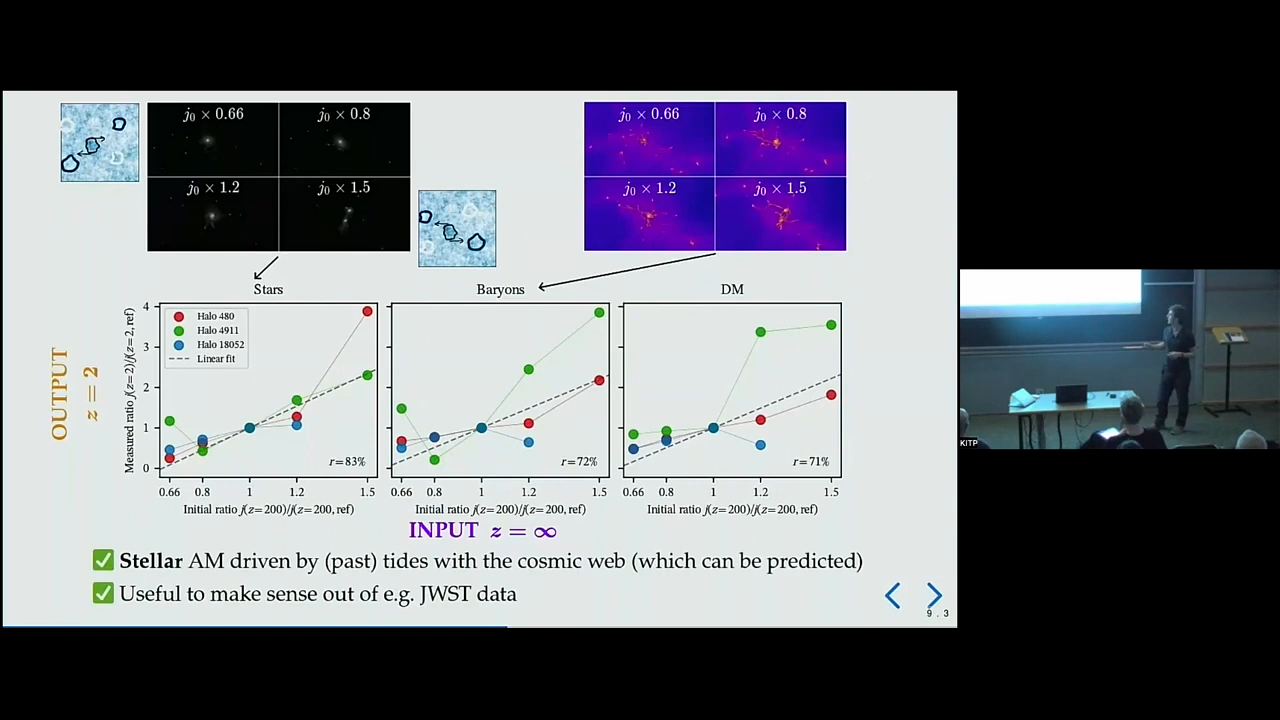 j₀ × 0.66
j₀ × 0.8
j₀ × 1.2
j₀ × 1.5
j₀ × 0.66
j₀ × 0.8
j₀ × 1.2
j₀ × 1.5
Stars
Baryons
DM
OUTPUT
z = 2
Measured ratio j(z=2)/j(z=2, ref)
4
3
2
1
0
Halo 480
Halo 4911
Halo 18052
Linear fit
r=83%
r=72%
r=71%
0.66 0.8 1 1.2 1.5
0.66 0.8 1 1.2 1.5
0.66 0.8 1 1.2 1.5
Initial ratio j(z=200)/j(z=200, ref)
Initial ratio j(z=200)/j(z=200, ref)
Initial ratio j(z=200)/j(z=200, ref)
INPUT z = ∞
✅ Stellar AM driven by (past) tides with the cosmic web (which can be predicted)
✅ Useful to make sense out of e.g. JWST data
9 . 3
KITP